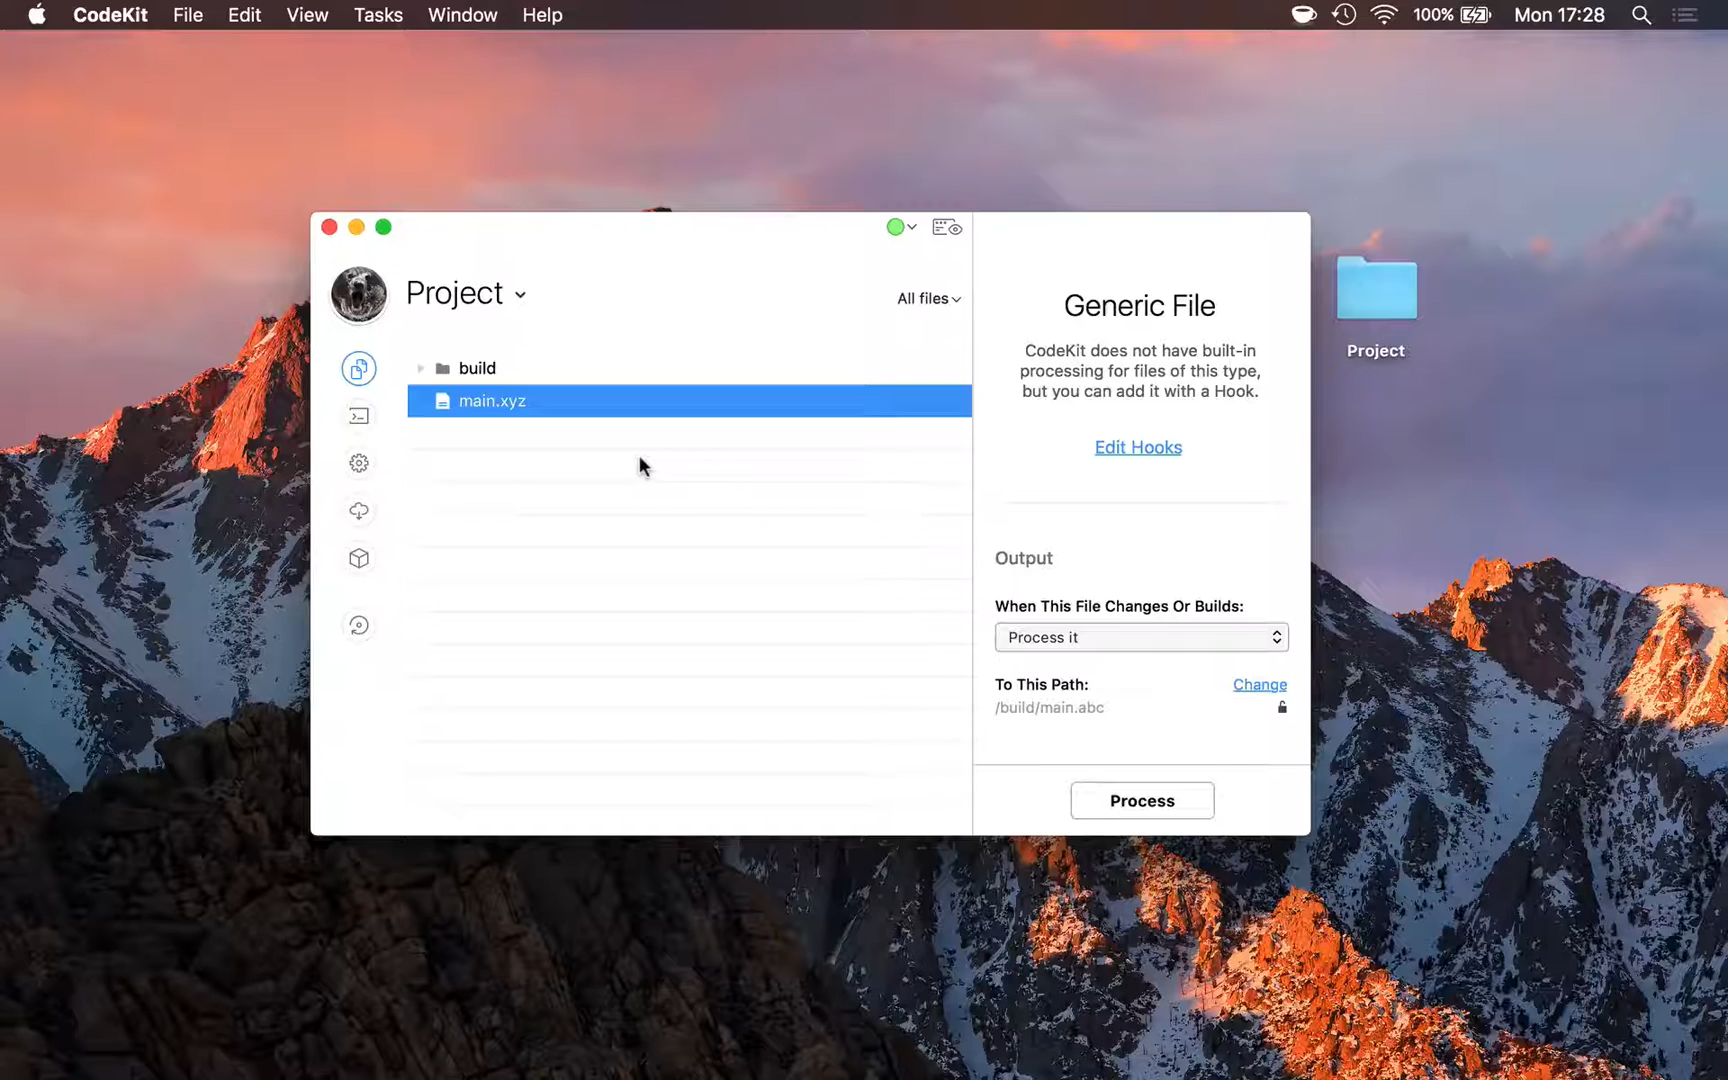 CodeKit File Edit View Tasks Window Help 100% Mon 17:28
Project
All files
build
main.xyz
Generic File
CodeKit does not have built-in
processing for files of this type,
but you can add it with a Hook.
Edit Hooks
Output
When This File Changes Or Builds:
Process it
To This Path: Change
/build/main.abc
Process
Project